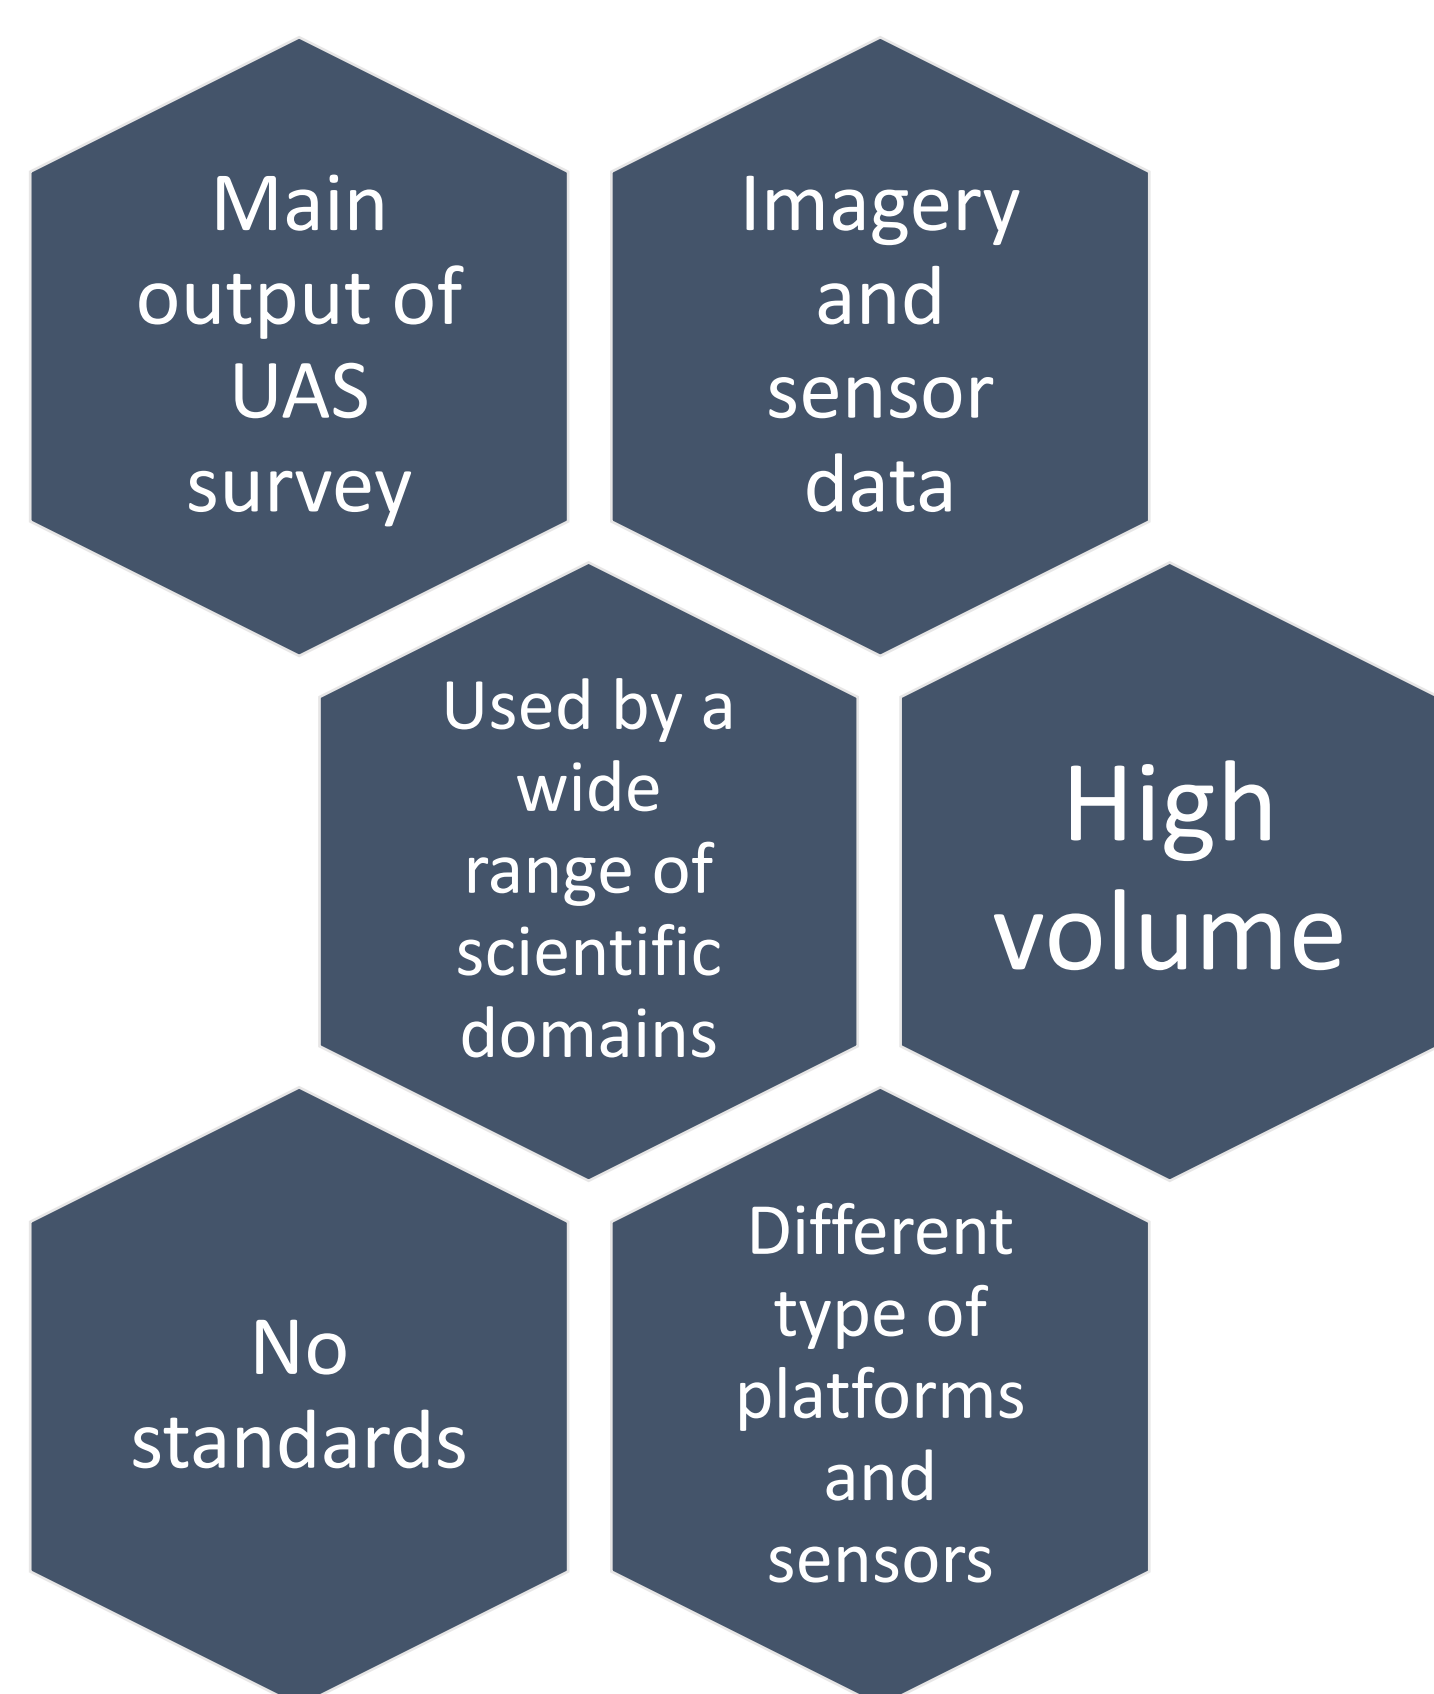 Main
output of
UAS
survey
Imagery
and
sensor
data
Used by a
wide
range of
scientific
domains
High
volume
No
standards
Different
type of
platforms
and
sensors